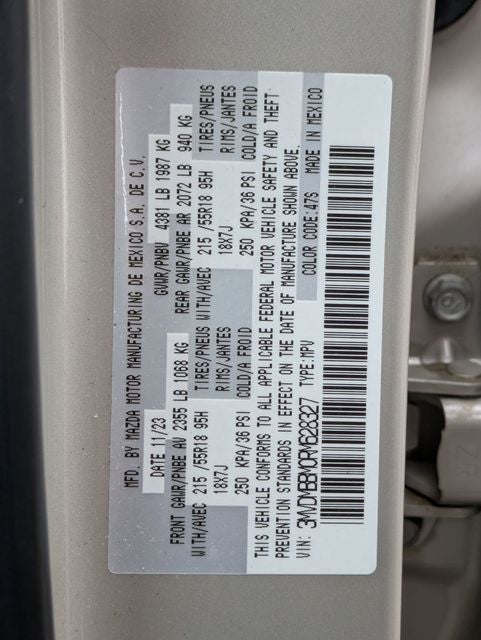 MFD. BY MAZDA MOTOR MANUFACTURING DE MEXICO S.A. DE C.V.
DATE 11/23 GVWR/PNBV 4381 LB 1987 KG
FRONT GAWR/PNBE AV 2355 LB 1068 KG REAR GAWR/PNBE AR 2072 LB 940 KG
WITH/AVEC 215 /55R18 95H TIRES/PNEUS WITH/AVEC 215 /55R18 95H TIRES/PNEUS
18X7J RIMS/JANTES 18X7J RIMS/JANTES
250 KPA/36 PSI COLD/A FROID 250 KPA/36 PSI COLD/A FROID
THIS VEHICLE CONFORMS TO ALL APPLICABLE FEDERAL MOTOR VEHICLE SAFETY AND THEFT
PREVENTION STANDARDS IN EFFECT ON THE DATE OF MANUFACTURE SHOWN ABOVE.
VIN: 3MVDMBBM0RM628327 TYPE:MPV COLOR CODE:47S MADE IN MEXICO